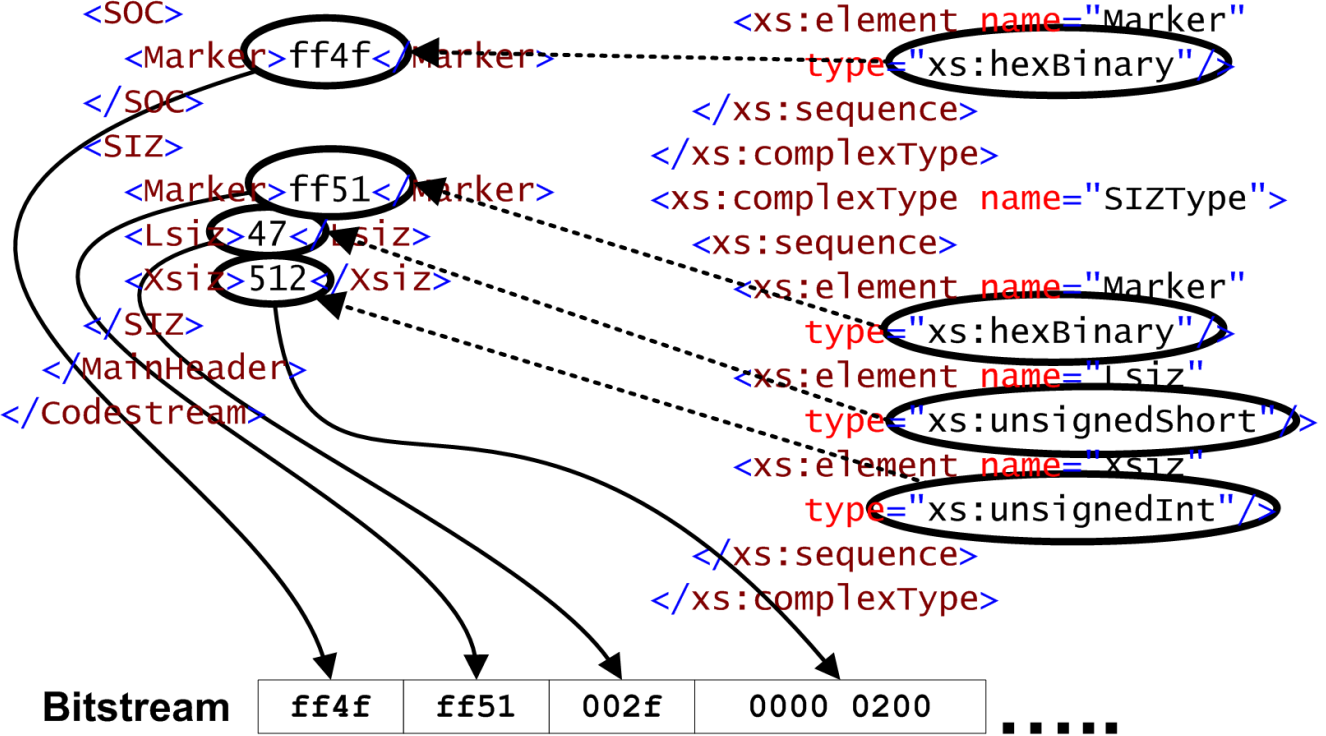 <SOC>
<Marker>ff4f</Marker>
</SOC>
<SIZ>
<Marker>ff51</Marker>
<Lsiz>47</Lsiz>
<Xsiz>512</Xsiz>
</SIZ>
</MainHeader>
</Codestream>
<xs:element name="Marker"
type="xs:hexBinary"/>
</xs:sequence>
</xs:complexType>
<xs:complexType name="SIZType">
<xs:sequence>
<xs:element name="Marker"
type="xs:hexBinary"/>
<xs:element name="Lsiz"
type="xs:unsignedShort"/>
<xs:element name="Xsiz"
type="xs:unsignedInt"/>
</xs:sequence>
</xs:complexType>
Bitstream ff4f ff51 002f 0000 0200 .....